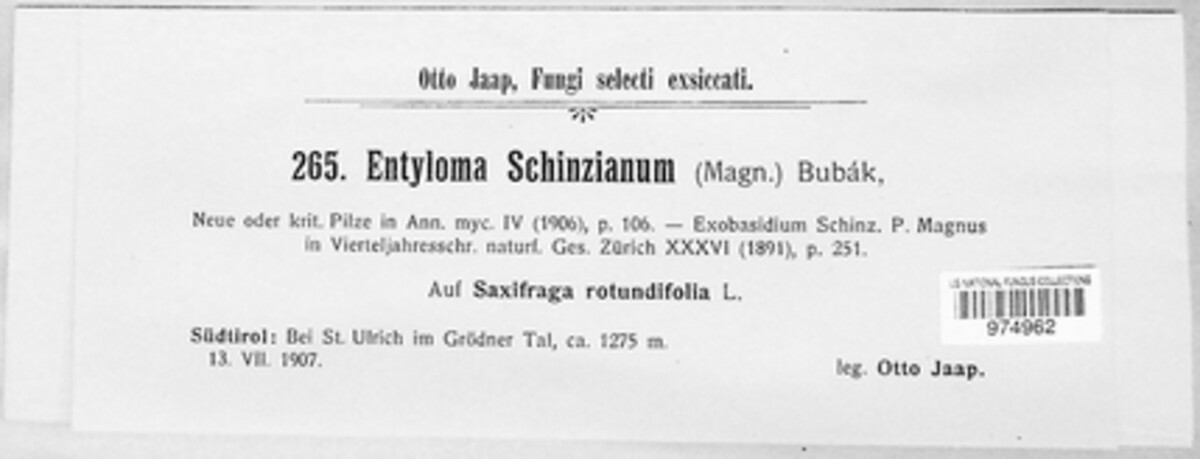 Otto Jaap, Fungi selecti exsiccati.
265. Entyloma Schinzianum (Magn.) Bubák,
Neue oder krit. Pilze in Ann. myc. IV (1906), p. 106. — Exobasidium Schinz. P. Magnus
in Vierteljahresschr. naturf. Ges. Zürich XXXVI (1891), p. 251.
Auf Saxifraga rotundifolia L.
US NATIONAL FUNGUS COLLECTIONS
974962
Südtirol: Bei St. Ulrich im Grödner Tal, ca. 1275 m.
13. VII. 1907.
leg. Otto Jaap.